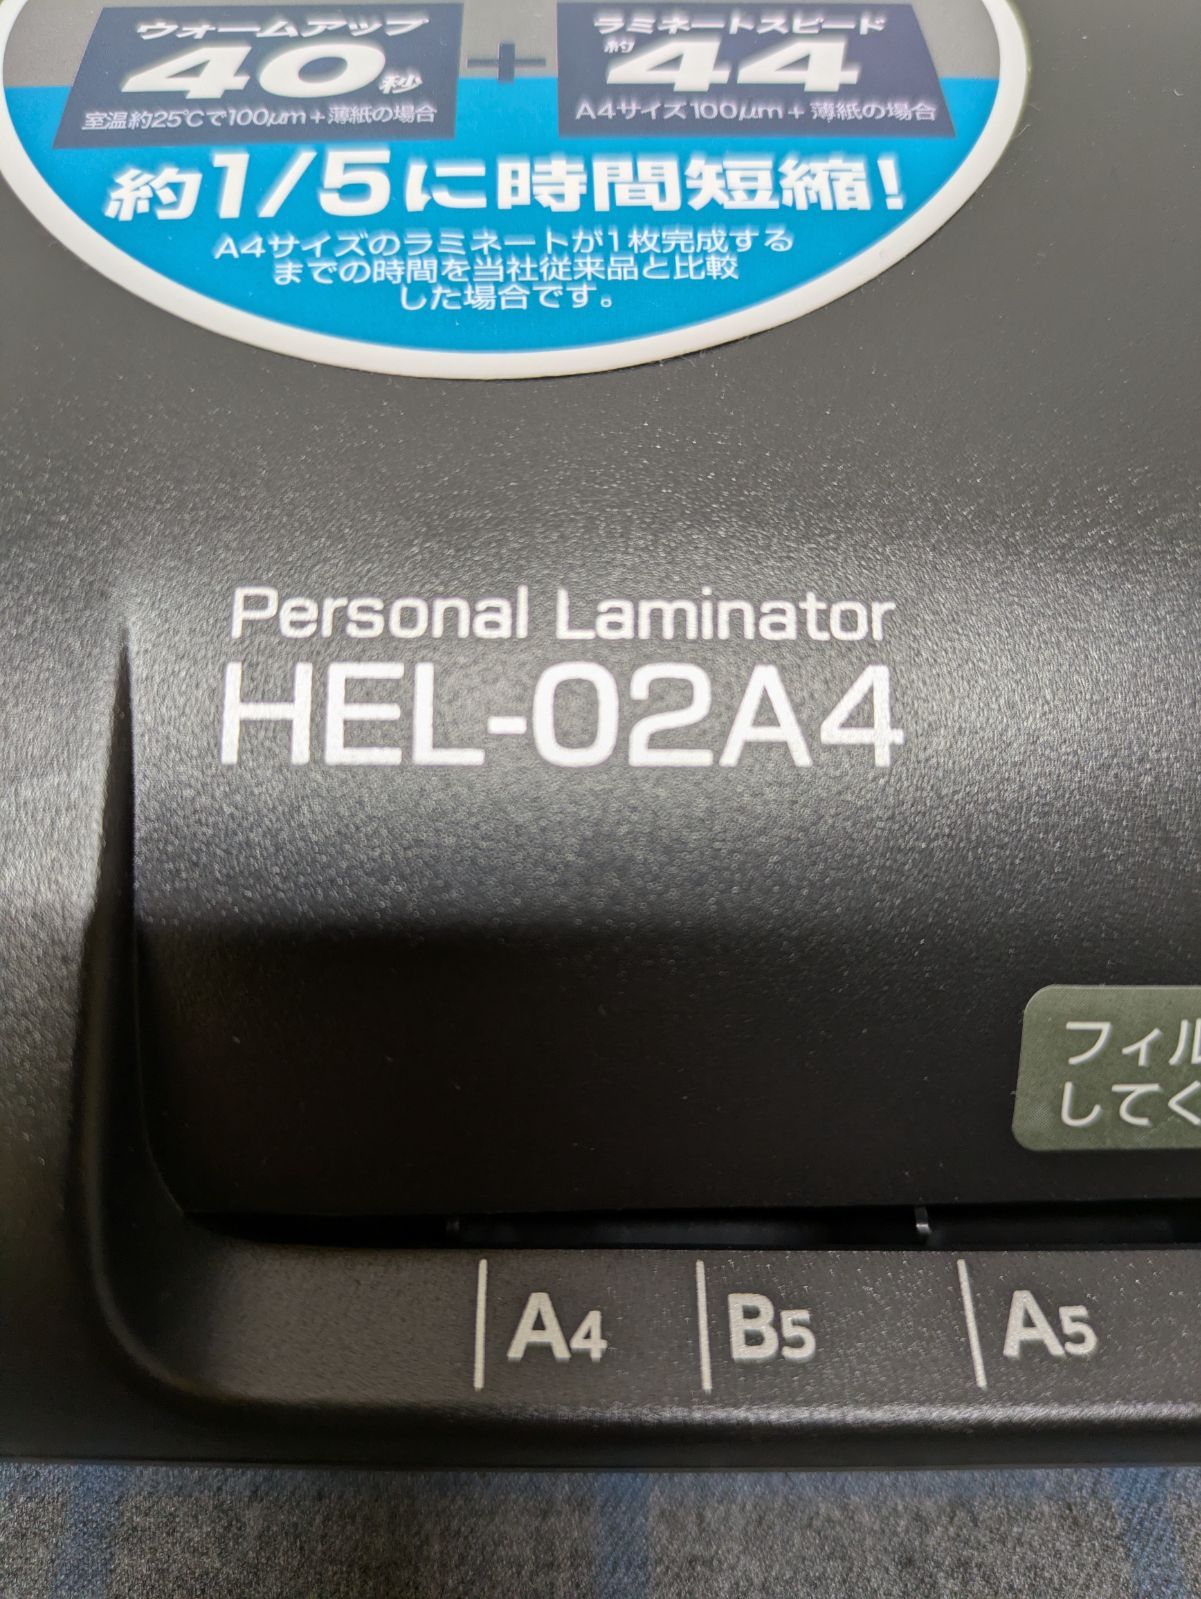 ウォームアップ
40秒
室温約25℃で100μm+薄紙の場合
+
ラミネートスピード
約44
A4サイズ100μm+薄紙の場合
約1/5に時間短縮!
A4サイズのラミネートが1枚完成する
までの時間を当社従来品と比較
した場合です。
Personal Laminator
HEL-02A4
フィル
してく
A4
B5
A5